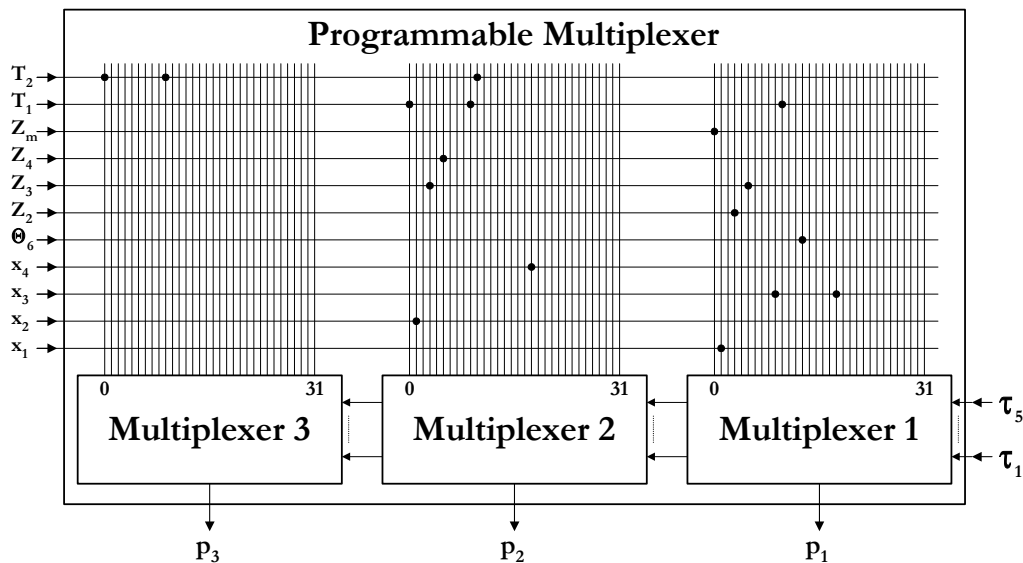 Programmable Multiplexer
T₂
T₁
Zₘ
Z₄
Z₃
Z₂
Θ₆
x₄
x₃
x₂
x₁
0 31 0 31 0 31
Multiplexer 3 Multiplexer 2 Multiplexer 1
τ₅
τ₁
p₃ p₂ p₁